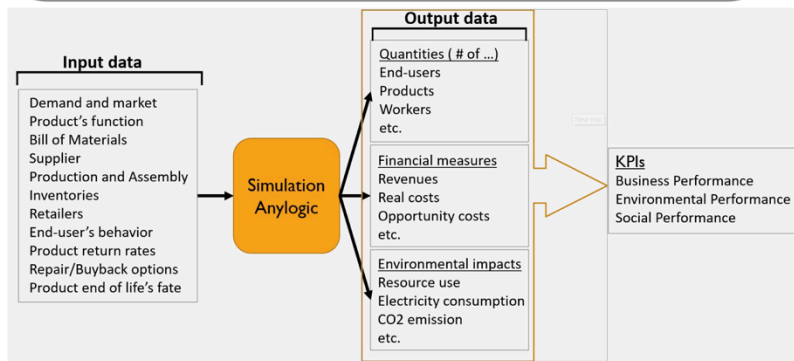 Input data
Demand and market
Product's function
Bill of Materials
Supplier
Production and Assembly
Inventories
Retailers
End-user's behavior
Product return rates
Repair/Buyback options
Product end of life's fate
Simulation
Anylogic
Output data
Quantities ( # of ...)
End-users
Products
Workers
etc.
Financial measures
Revenues
Real costs
Opportunity costs
etc.
Environmental impacts
Resource use
Electricity consumption
CO2 emission
etc.
KPIs
Business Performance
Environmental Performance
Social Performance